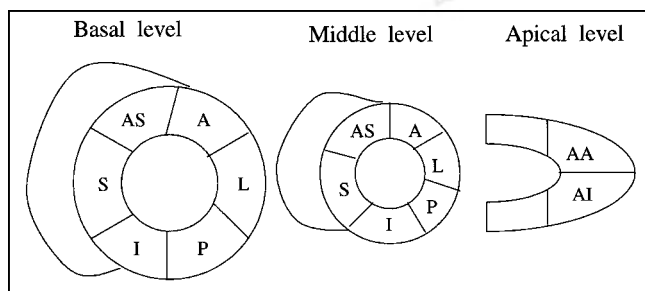 Basal level Middle level Apical level
AS A
S L
I P
AS A
S L
I P
AA
AI